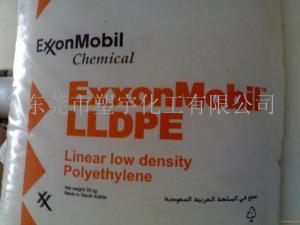 ExxonMobil
Chemical
东莞市塑宇化工有限公司
ExxonMobil™
LLDPE
Linear low density
Polyethylene
Net weight 25 kg
Made in Saudi Arabia
صنع في المملكة العربية السعودية